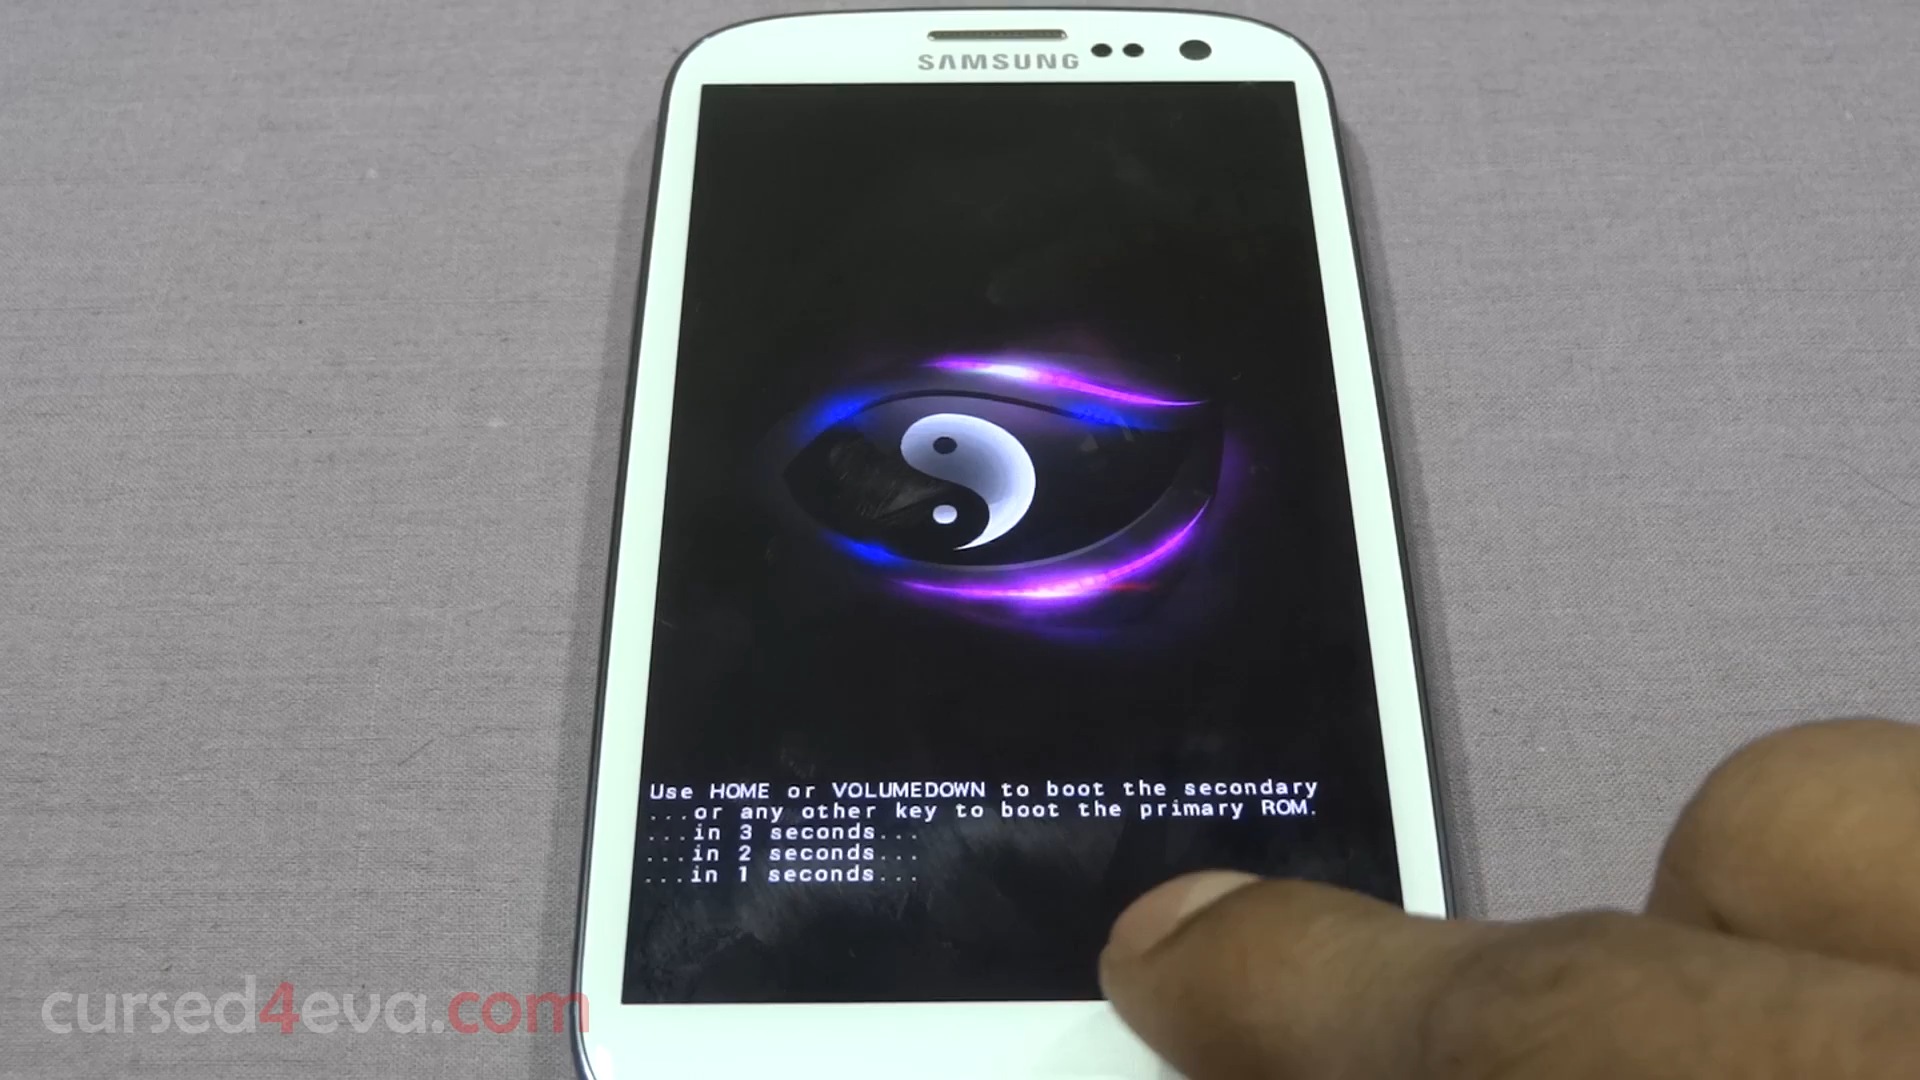 SAMSUNG
Use HOME or VOLUMEDOWN to boot the secondary
...or any other key to boot the primary ROM.
...in 3 seconds...
...in 2 seconds...
...in 1 seconds...
cursed4eva.com